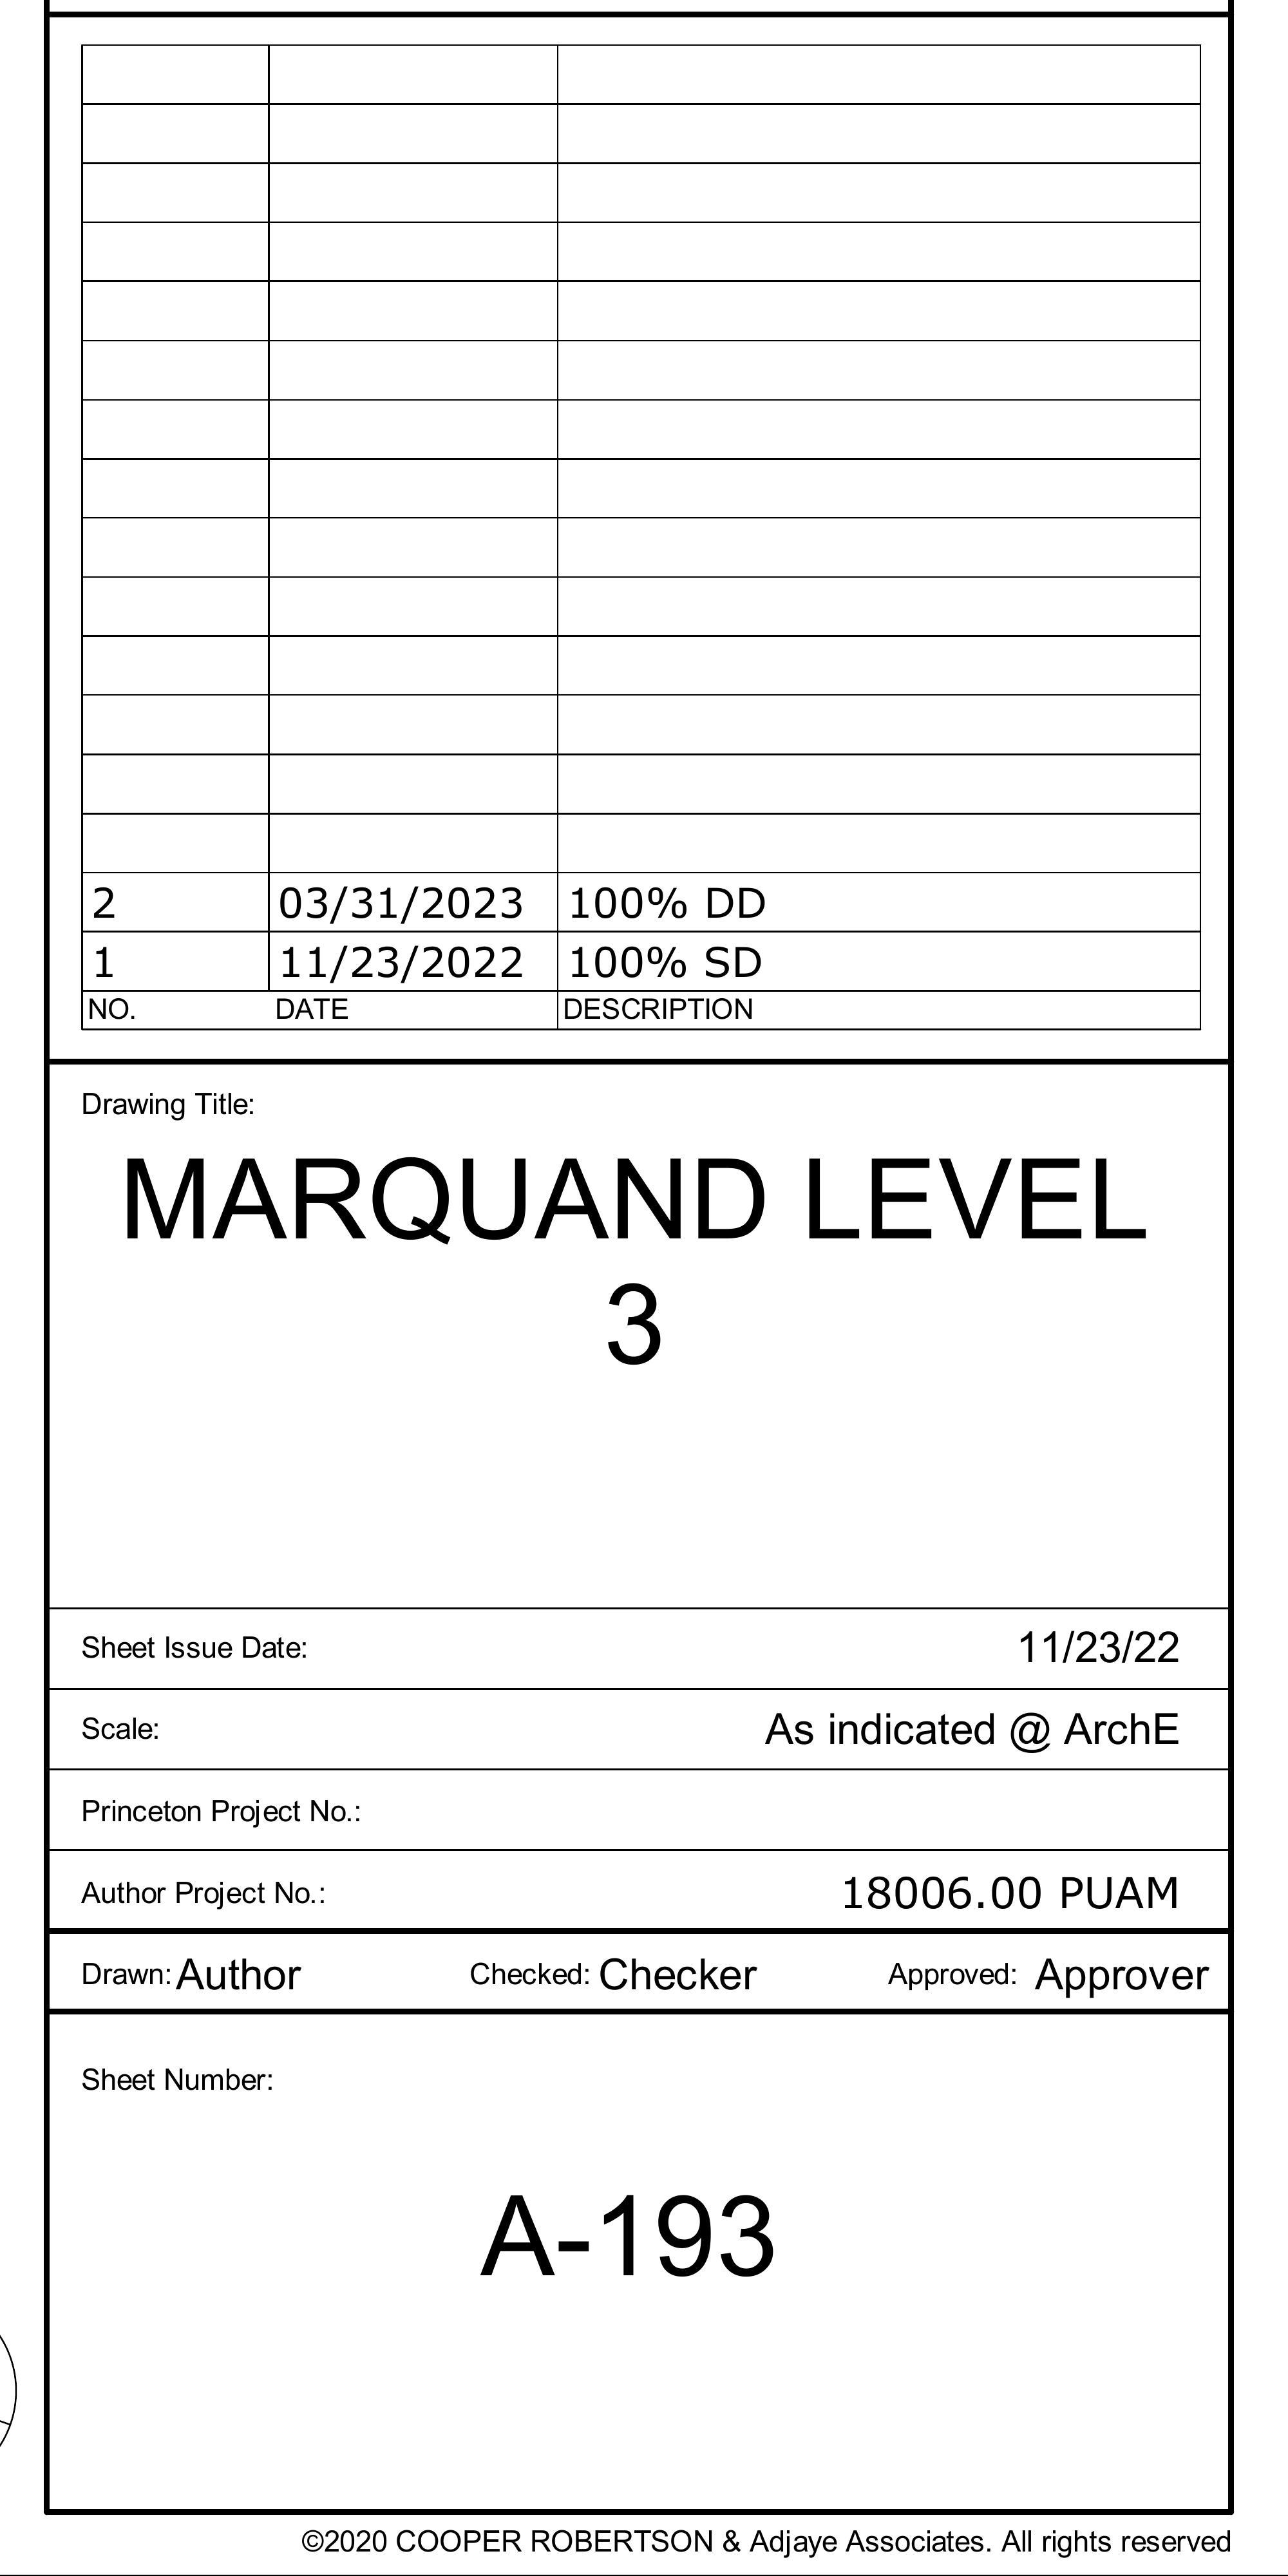 2 03/31/2023 100% DD
1 11/23/2022 100% SD
NO. DATE DESCRIPTION
Drawing Title:
MARQUAND LEVEL
3
Sheet Issue Date: 11/23/22
Scale: As indicated @ ArchE
Princeton Project No.:
Author Project No.: 18006.00 PUAM
Drawn: Author Checked: Checker Approved: Approver
Sheet Number:
A-193
©2020 COOPER ROBERTSON & Adjaye Associates. All rights reserved